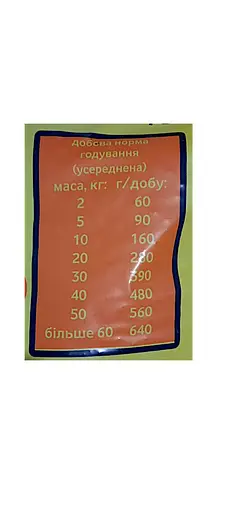 Добова норма
годування
(усереднена)
маса, кг: г/добу:
2 60
5 90
10 160
20 280
30 390
40 480
50 560
більше 60 640